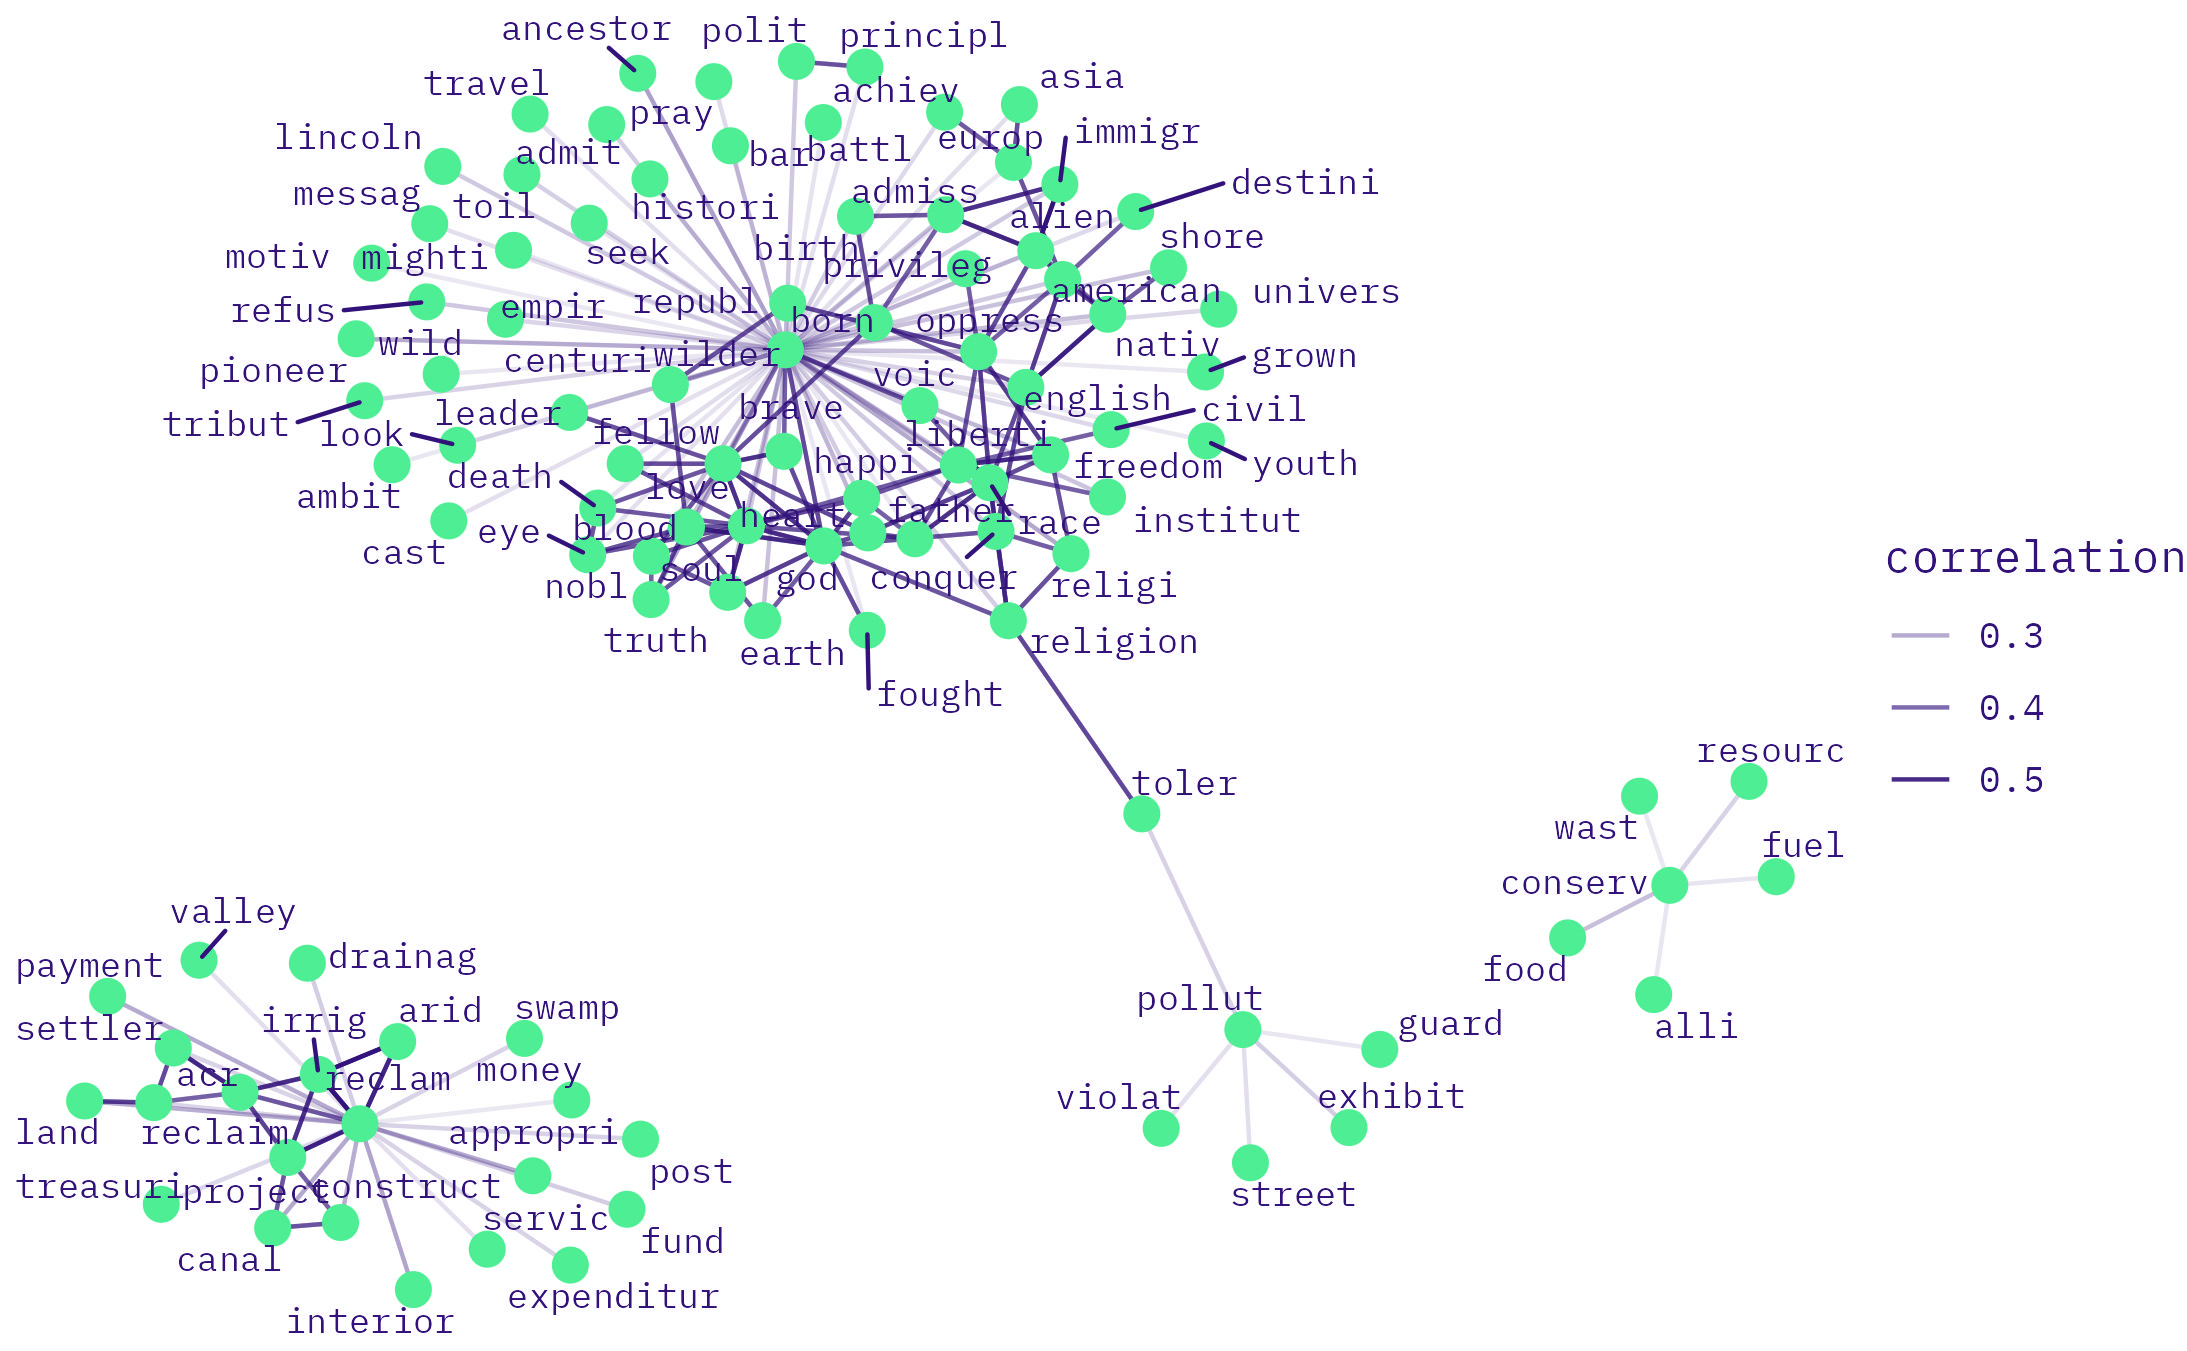 ancestor
polit
principl
travel
achiev
asia
pray
lincoln
admit
bar
battl
europ
immigr
messag
toil
histori
admiss
destini
alien
motiv
mighti
seek
birth
privileg
shore
refus
empir
republ
american
univers
born
oppress
wild
centuri
wilder
nativ
grown
pioneer
voic
tribut
look
leader
fellow
brave
english
civil
liberti
ambit
death
love
happi
freedom
youth
cast
eye
blood
heart
father
race
institut
nobl
soul
god
conquer
religi
truth
earth
religion
fought
correlation
0.3
0.4
0.5
toler
resourc
wast
fuel
conserv
food
alli
pollut
guard
violat
exhibit
street
valley
payment
drainag
settler
irrig
arid
swamp
acr
reclam
money
land
reclaim
appropri
post
treasuri
project
construct
servic
fund
canal
expenditur
interior